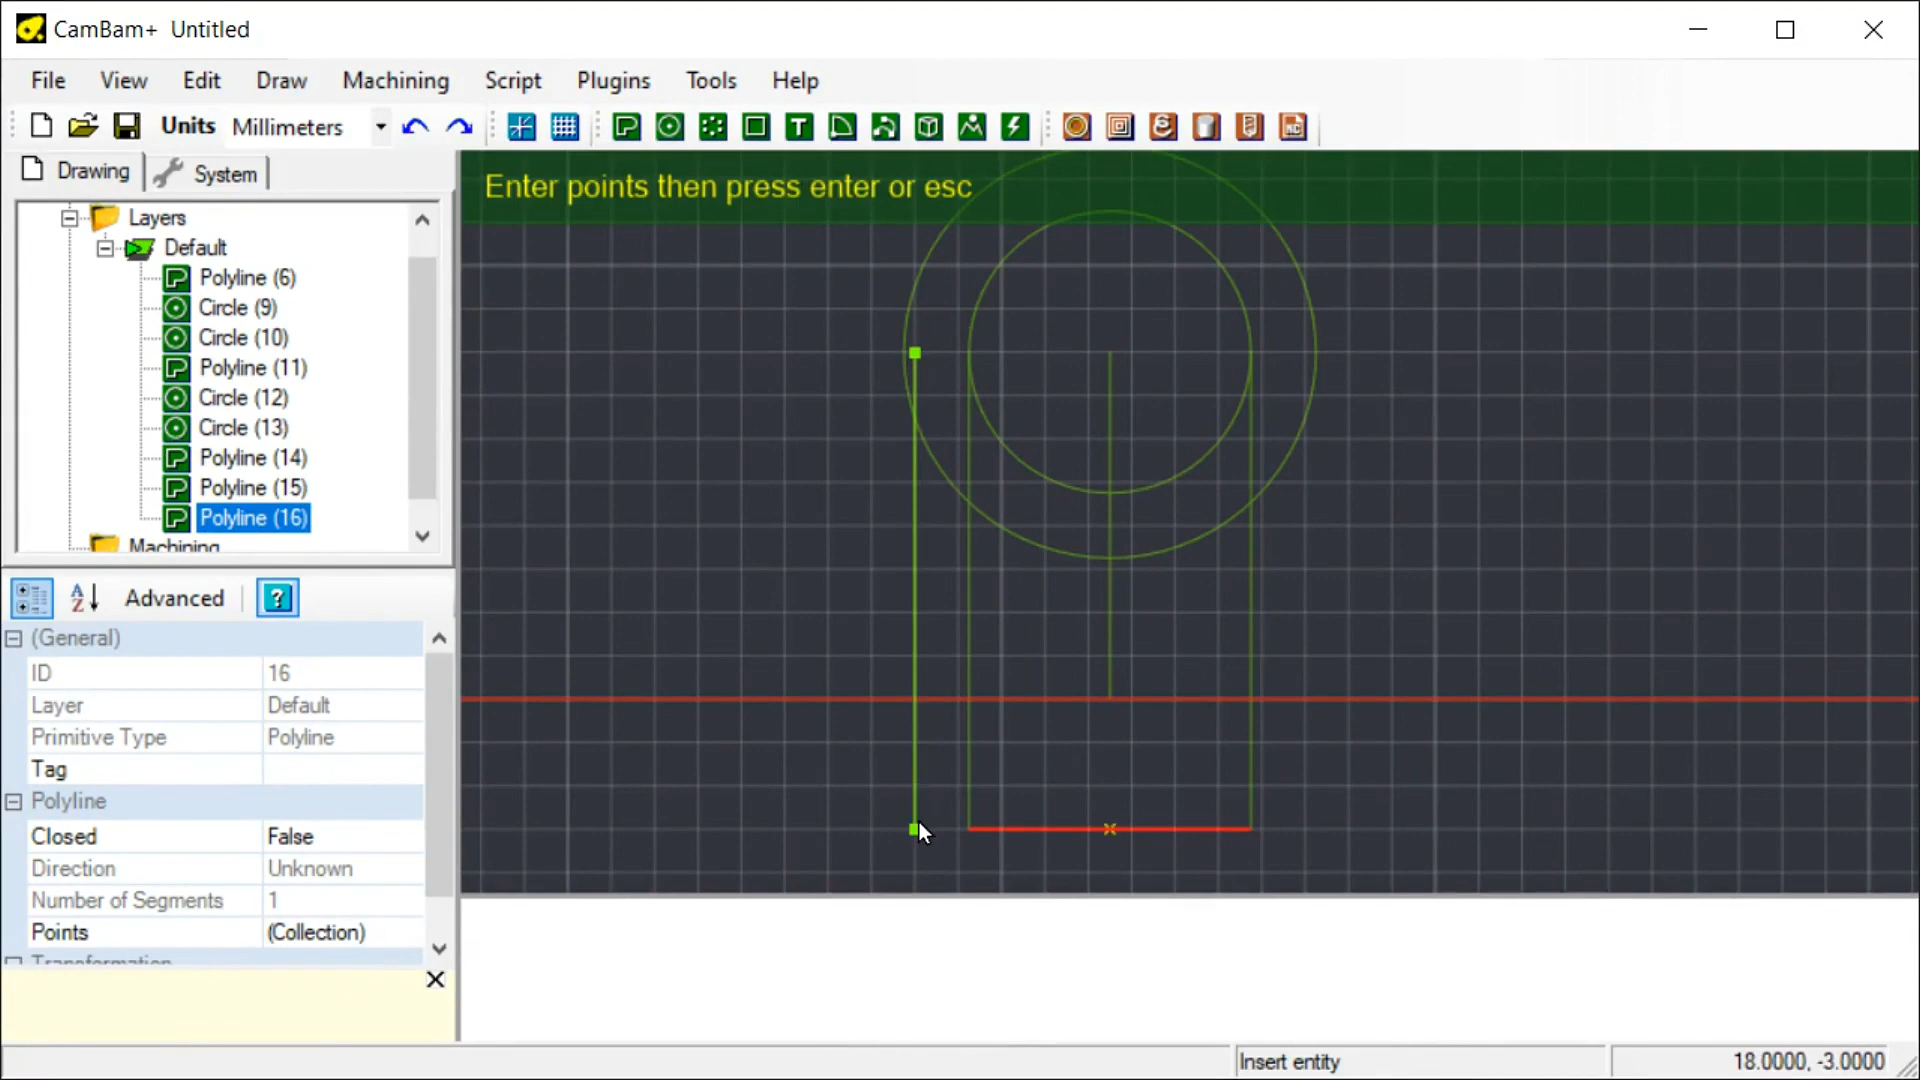 CamBam+ Untitled
File View Edit Draw Machining Script Plugins Tools Help
Units Millimeters
Drawing System
Enter points then press enter or esc
Layers
Default
Polyline (6)
Circle (9)
Circle (10)
Polyline (11)
Circle (12)
Circle (13)
Polyline (14)
Polyline (15)
Polyline (16)
Machining
Advanced
(General)
ID 16
Layer Default
Primitive Type Polyline
Tag
Polyline
Closed False
Direction Unknown
Number of Segments 1
Points (Collection)
Transformation
Insert entity 18.0000, -3.0000